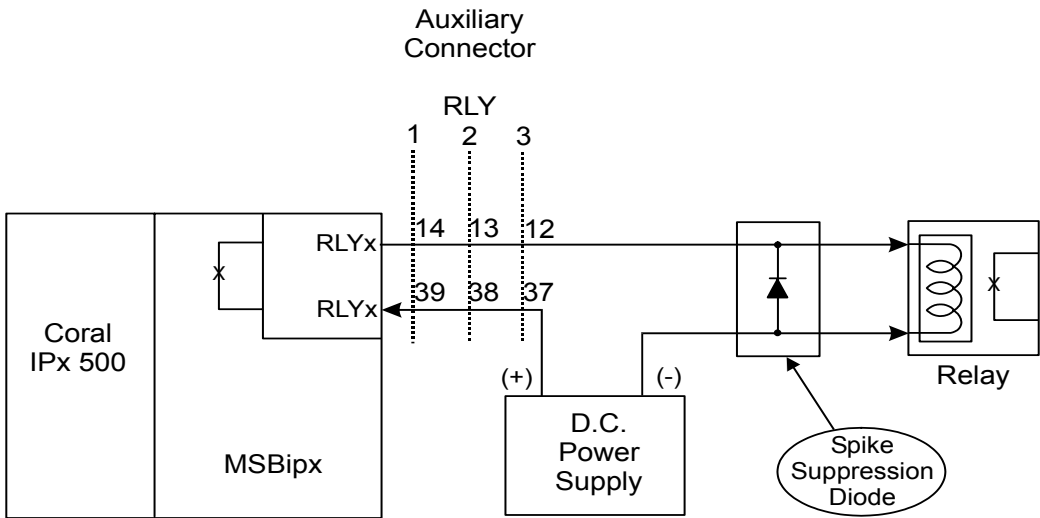 Auxiliary
Connector
RLY
1 2 3
RLYx 14 13 12
x
x
RLYx 39 38 37
Coral
IPx 500
(+) (-)
Relay
D.C.
Power
Supply
MSBipx
Spike
Suppression
Diode